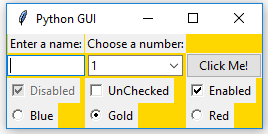 Python GUI
Enter a name: Choose a number:
1 Click Me!
Disabled UnChecked Enabled
Blue Gold Red